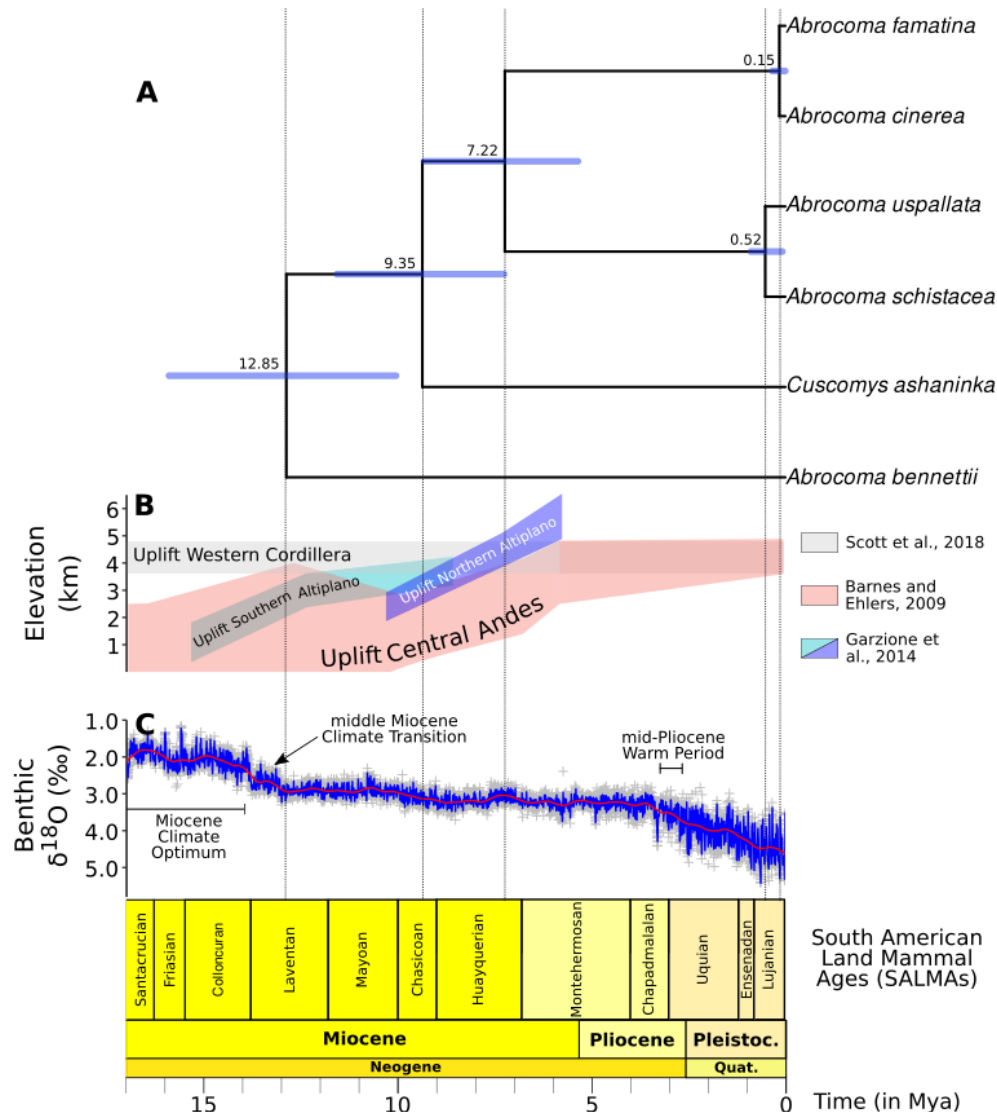 A
Abrocoma famatina
0.15
Abrocoma cinerea
7.22
Abrocoma uspallata
0.52
9.35
Abrocoma schistacea
12.85
Cuscomys ashaninka
Abrocoma bennettii
B
Elevation
(km)
6
5
4
3
2
1
Uplift Western Cordillera
Uplift Southern Altiplano
Uplift Northern Altiplano
Uplift Central Andes
Scott et al., 2018
Barnes and
Ehlers, 2009
Garzione et
al., 2014
C
Benthic
δ18O (‰)
1.0
2.0
3.0
4.0
5.0
middle Miocene
Climate Transition
mid-Pliocene
Warm Period
Miocene
Climate
Optimum
Santacrucian
Friasian
Collonouran
Laventan
Mayoan
Chasicoan
Huayquerian
Montehermosan
Chapadmalalan
Uquian
Ensenadan
Lujanian
South American
Land Mammal
Ages (SALMAs)
Miocene
Pliocene
Pleistoc.
Neogene
Quat.
15
10
5
0
Time (in Mya)